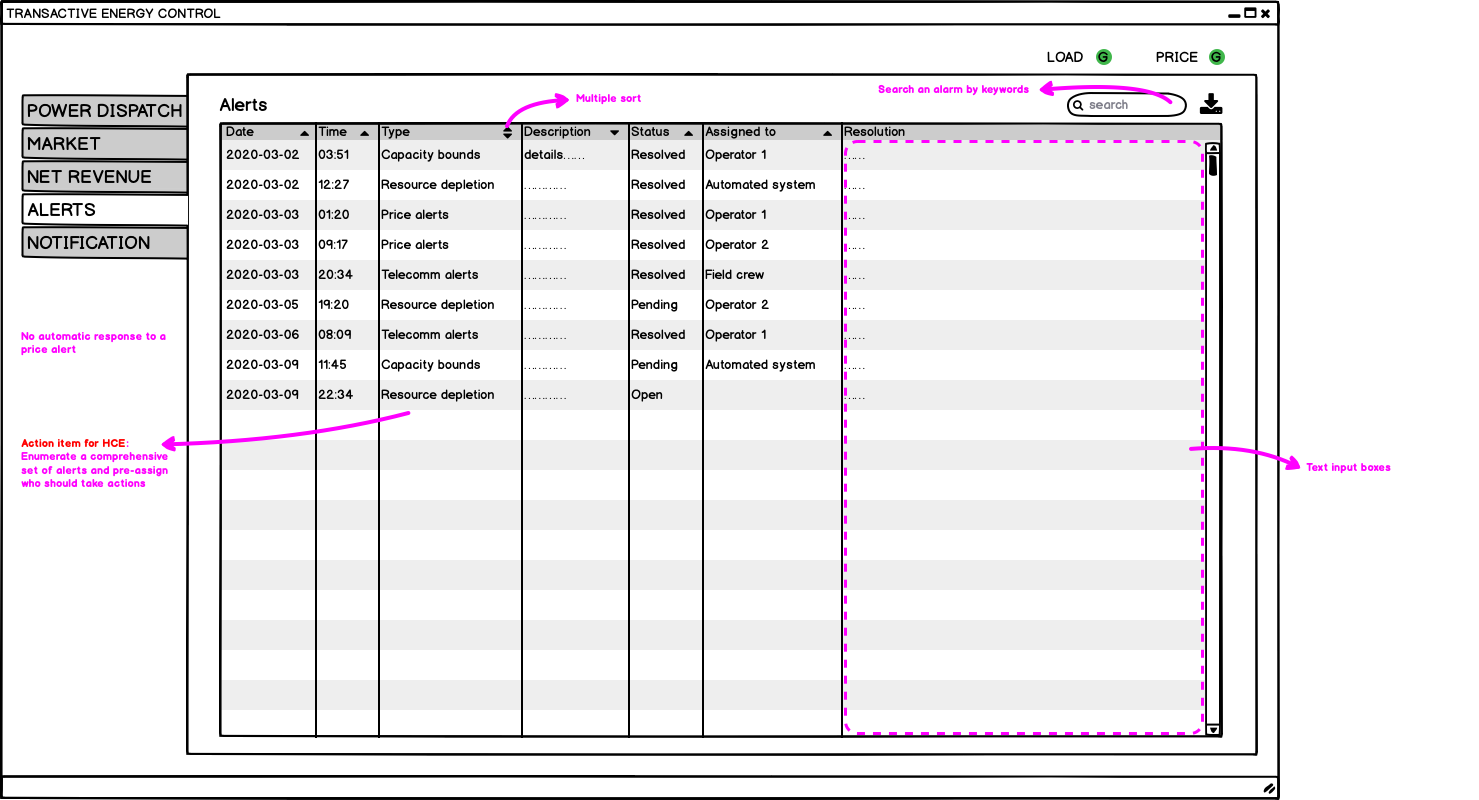 TRANSACTIVE ENERGY CONTROL
LOAD G PRICE G
POWER DISPATCH
MARKET
NET REVENUE
ALERTS
NOTIFICATION
Alerts
Multiple sort
Search an alarm by keywords
search
Date Time Type Description Status Assigned to Resolution
2020-03-02 03:51 Capacity bounds details...... Resolved Operator 1 ......
2020-03-02 12:27 Resource depletion ............ Resolved Automated system ......
2020-03-03 01:20 Price alerts ............ Resolved Operator 1 ......
2020-03-03 09:17 Price alerts ............ Resolved Operator 2 ......
2020-03-03 20:34 Telecomm alerts ............ Resolved Field crew ......
2020-03-05 19:20 Resource depletion ............ Pending Operator 2 ......
2020-03-06 08:09 Telecomm alerts ............ Resolved Operator 1 ......
2020-03-09 11:45 Capacity bounds ............ Pending Automated system ......
2020-03-09 22:34 Resource depletion ............ Open ......
No automatic response to a
price alert
Action item for HCE:
Enumerate a comprehensive
set of alerts and pre-assign
who should take actions
Text input boxes